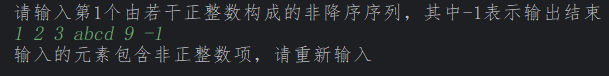 请输入第1个由若干正整数构成的非降序序列，其中-1表示输出结束
1 2 3 abcd 9 -1
输入的元素包含非正整数项，请重新输入